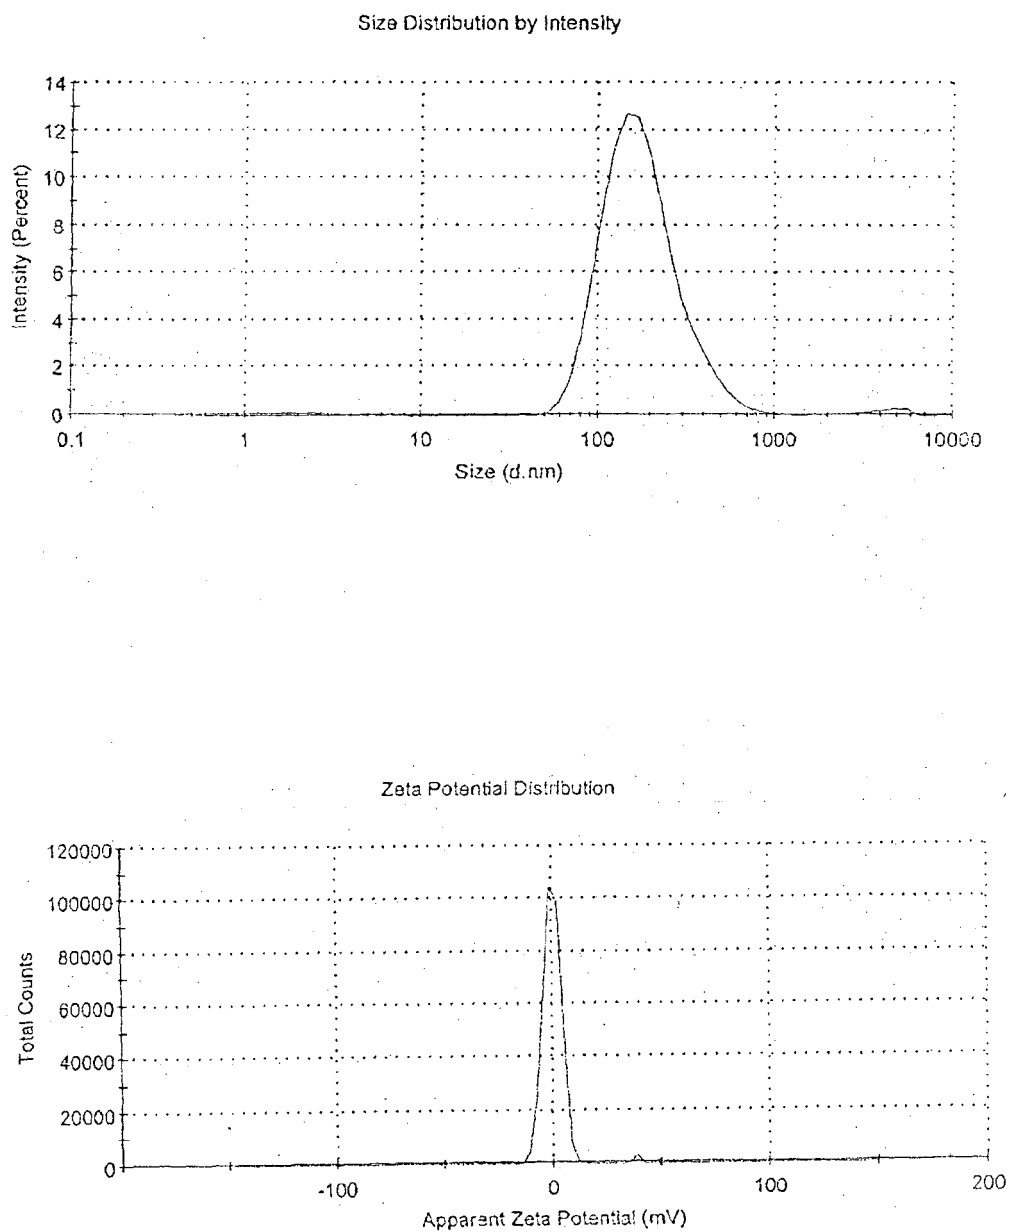 Size Distribution by Intensity
14
12
10
8
6
4
2
0
Intensity (Percent)
0.1 1 10 100 1000 10000
Size (d.nm)
Zeta Potential Distribution
120000
100000
80000
60000
40000
20000
0
Total Counts
-100 0 100 200
Apparent Zeta Potential (mV)